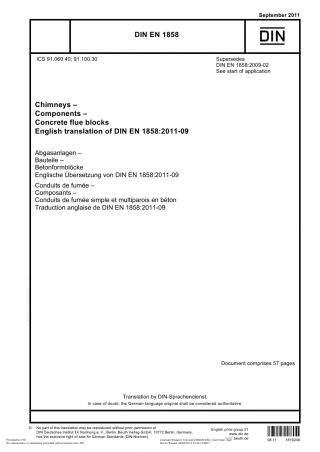 September 2011
DIN EN 1858
DIN
ICS 91.060.40; 91.100.30
Supersedes
DIN EN 1858:2009-02
See start of application
Chimneys –
Components –
Concrete flue blocks
English translation of DIN EN 1858:2011-09
Abgasanlagen –
Bauteile –
Betonformblöcke
Englische Übersetzung von DIN EN 1858:2011-09
Conduits de fumée –
Composants –
Conduits de fumée simple et multiparois en béton
Traduction anglaise de DIN EN 1858:2011-09
Document comprises 57 pages
Translation by DIN-Sprachendienst.
In case of doubt, the German-language original shall be considered authoritative.
© No part of this translation may be reproduced without prior permission of
DIN Deutsches Institut für Normung e. V., Berlin. Beuth Verlag GmbH, 10772 Berlin, Germany,
has the exclusive right of sale for German Standards (DIN-Normen).
English price group 21
www.din.de
www.beuth.de
08.11